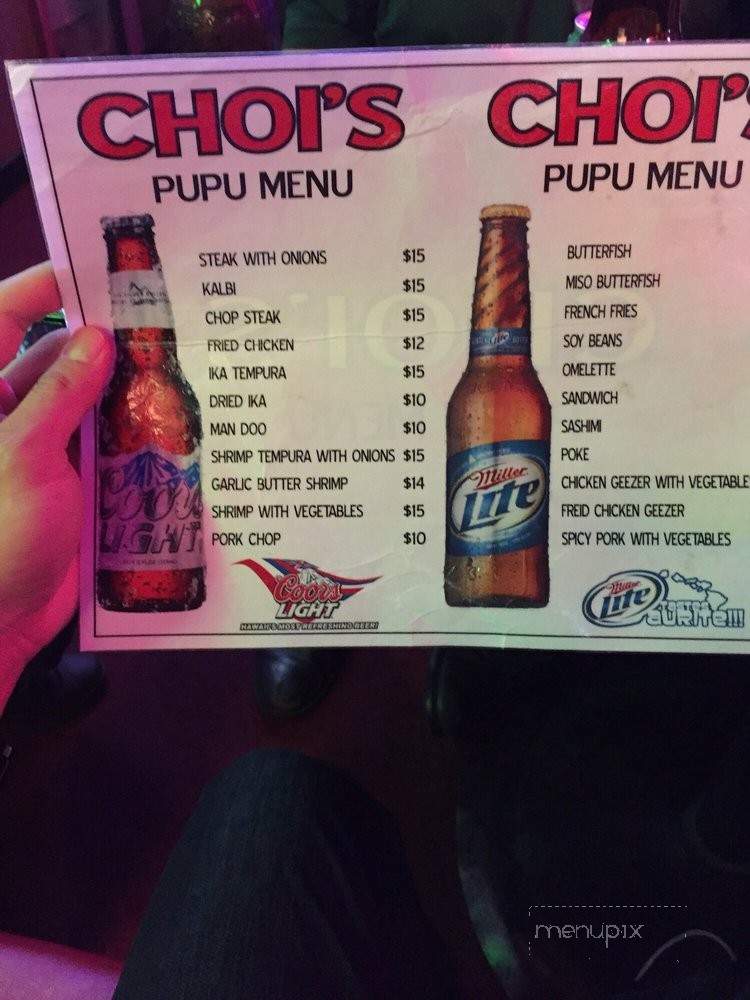 CHOI'S
PUPU MENU
STEAK WITH ONIONS $15
KALBI $15
CHOP STEAK $15
FRIED CHICKEN $12
IKA TEMPURA $15
DRIED IKA $10
MAN DOO $10
SHRIMP TEMPURA WITH ONIONS $15
GARLIC BUTTER SHRIMP $14
SHRIMP WITH VEGETABLES $15
PORK CHOP $10
Coors
LIGHT
Coors
LIGHT
HAWAII'S MOST REFRESHING BEER!
CHOI'S
PUPU MENU
BUTTERFISH
MISO BUTTERFISH
FRENCH FRIES
SOY BEANS
OMELETTE
SANDWICH
SASHIMI
POKE
CHICKEN GEEZER WITH VEGETABLE
FREID CHICKEN GEEZER
SPICY PORK WITH VEGETABLES
Miller
Lite
Miller
Lite
menupix